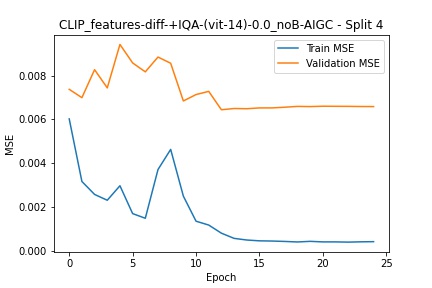 CLIP_features-diff-+IQA-(vit-14)-0.0_noB-AIGC - Split 4
Train MSE
Validation MSE
MSE
0.008
0.006
0.004
0.002
0.000
0 5 10 15 20 25
Epoch